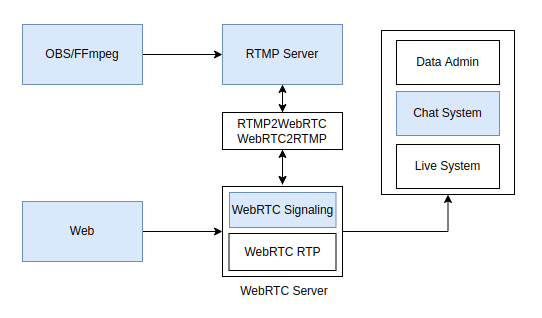 OBS/FFmpeg
RTMP Server
Data Admin
Chat System
Live System
RTMP2WebRTC
WebRTC2RTMP
Web
WebRTC Signaling
WebRTC RTP
WebRTC Server